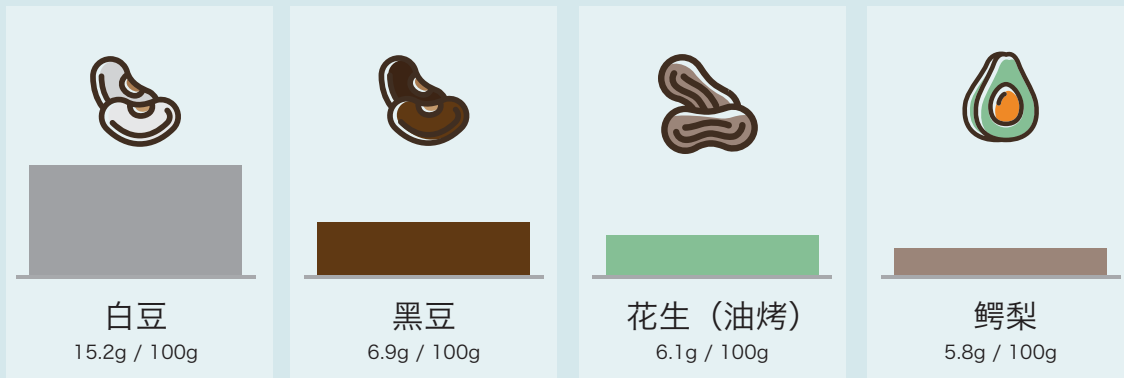 白豆
15.2g / 100g
黑豆
6.9g / 100g
花生（油烤）
6.1g / 100g
鳄梨
5.8g / 100g